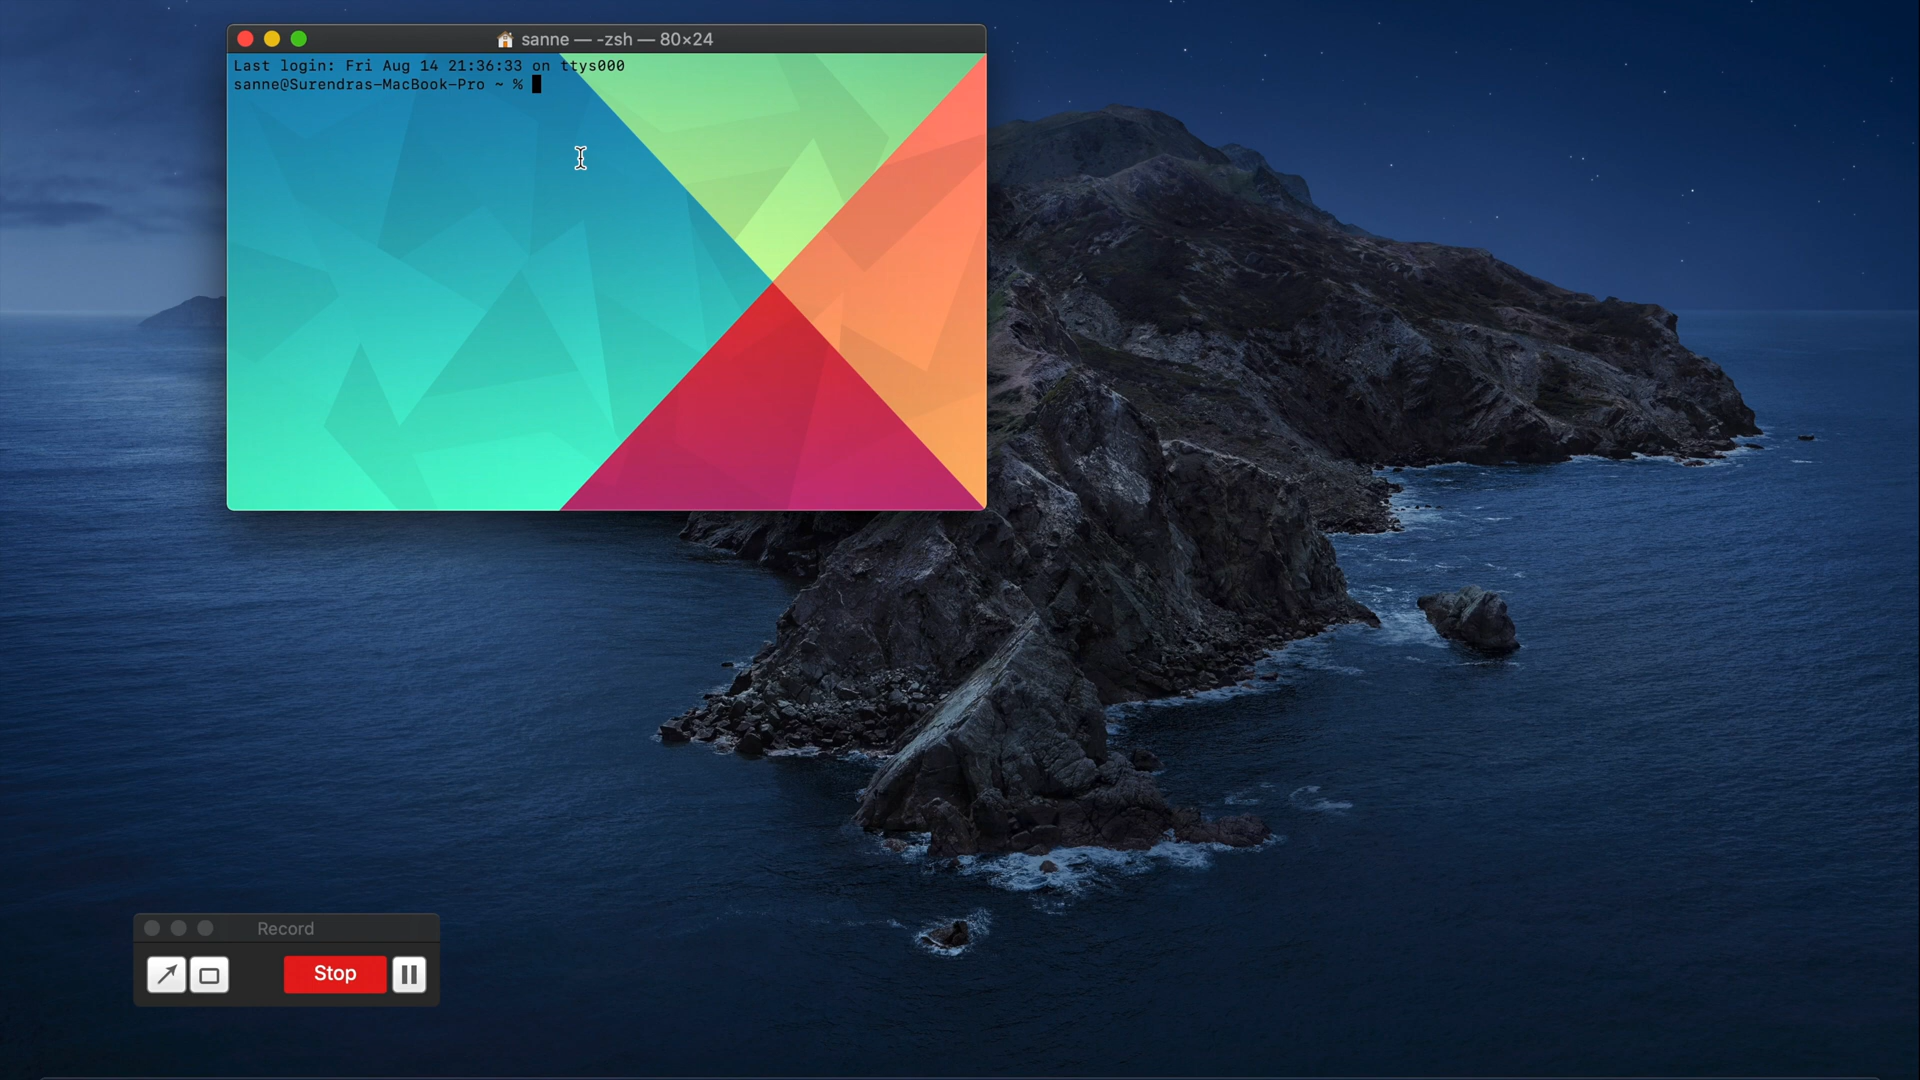 sanne — -zsh — 80×24
Last login: Fri Aug 14 21:36:33 on ttys000
sanne@Surendras-MacBook-Pro ~ %
Record
Stop